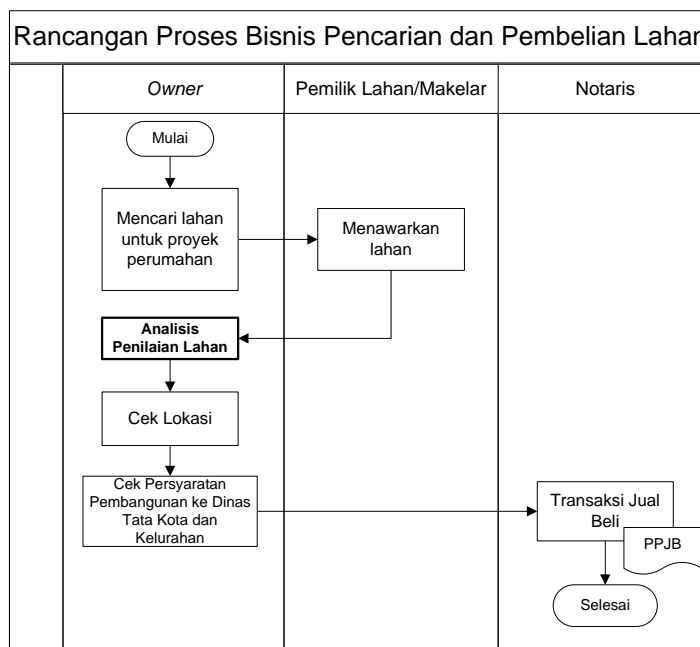 Rancangan Proses Bisnis Pencarian dan Pembelian Lahan
Owner
Pemilik Lahan/Makelar
Notaris
Mulai
Mencari lahan
untuk proyek
perumahan
Menawarkan
lahan
Analisis
Penilaian Lahan
Cek Lokasi
Cek Persyaratan
Pembangunan ke Dinas
Tata Kota dan
Kelurahan
Transaksi Jual
Beli
PPJB
Selesai